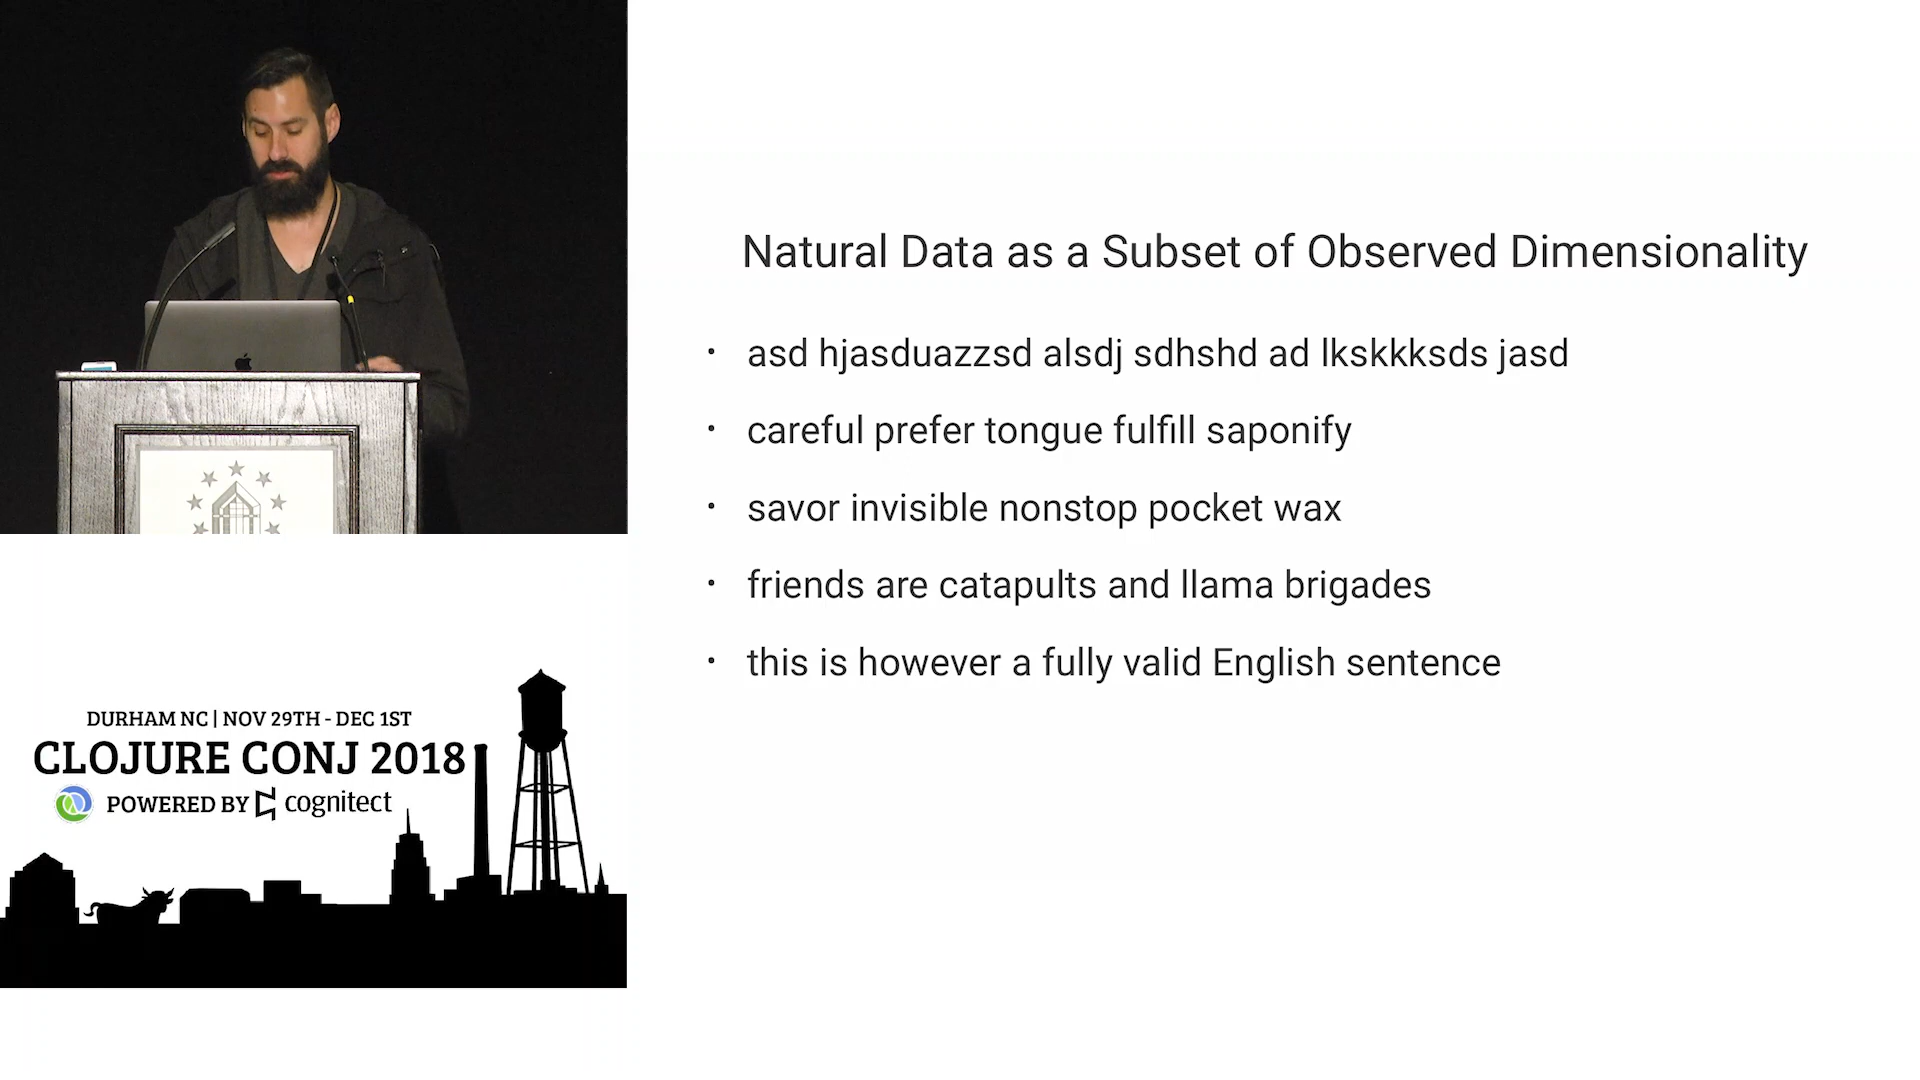 Natural Data as a Subset of Observed Dimensionality
asd hjasduazzsd alsdj sdhshd ad lkskkksds jasd
careful prefer tongue fulfill saponify
savor invisible nonstop pocket wax
friends are catapults and llama brigades
this is however a fully valid English sentence
DURHAM NC | NOV 29TH - DEC 1ST
CLOJURE CONJ 2018
POWERED BY cognitect